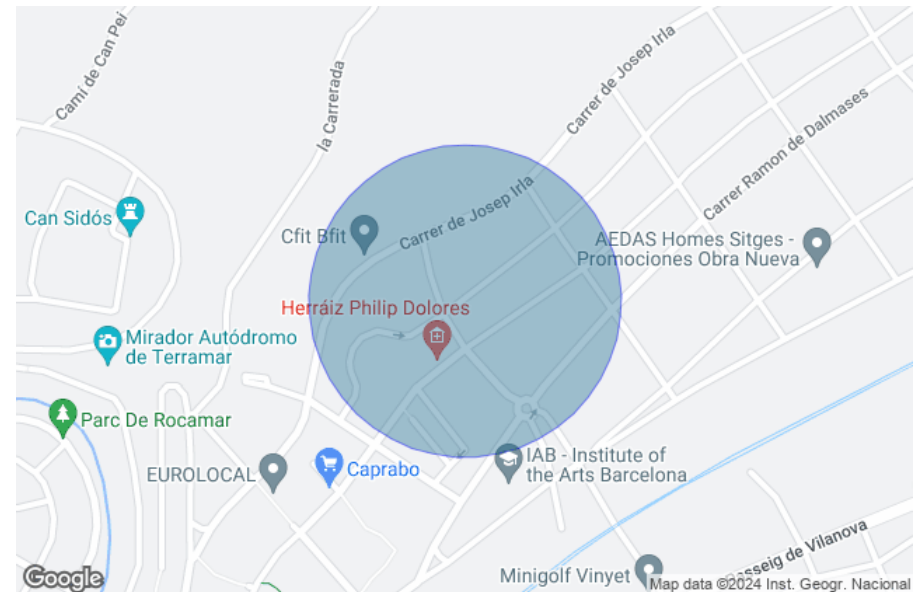 Camí de Can Pei
la Carrerada
Carrer de Josep Irla
Carrer Ramon de Dalmases
Can Sidós
Cfit Bfit
Carrer de Josep Irla
AEDAS Homes Sitges -
Promociones Obra Nueva
Herráiz Philip Dolores
Mirador Autódromo
de Terramar
Parc De Rocamar
EUROLOCAL
Caprabo
IAB - Institute of
the Arts Barcelona
Minigolf Vinyet
Passeig de Vilanova
Google
Map data ©2024 Inst. Geogr. Nacional